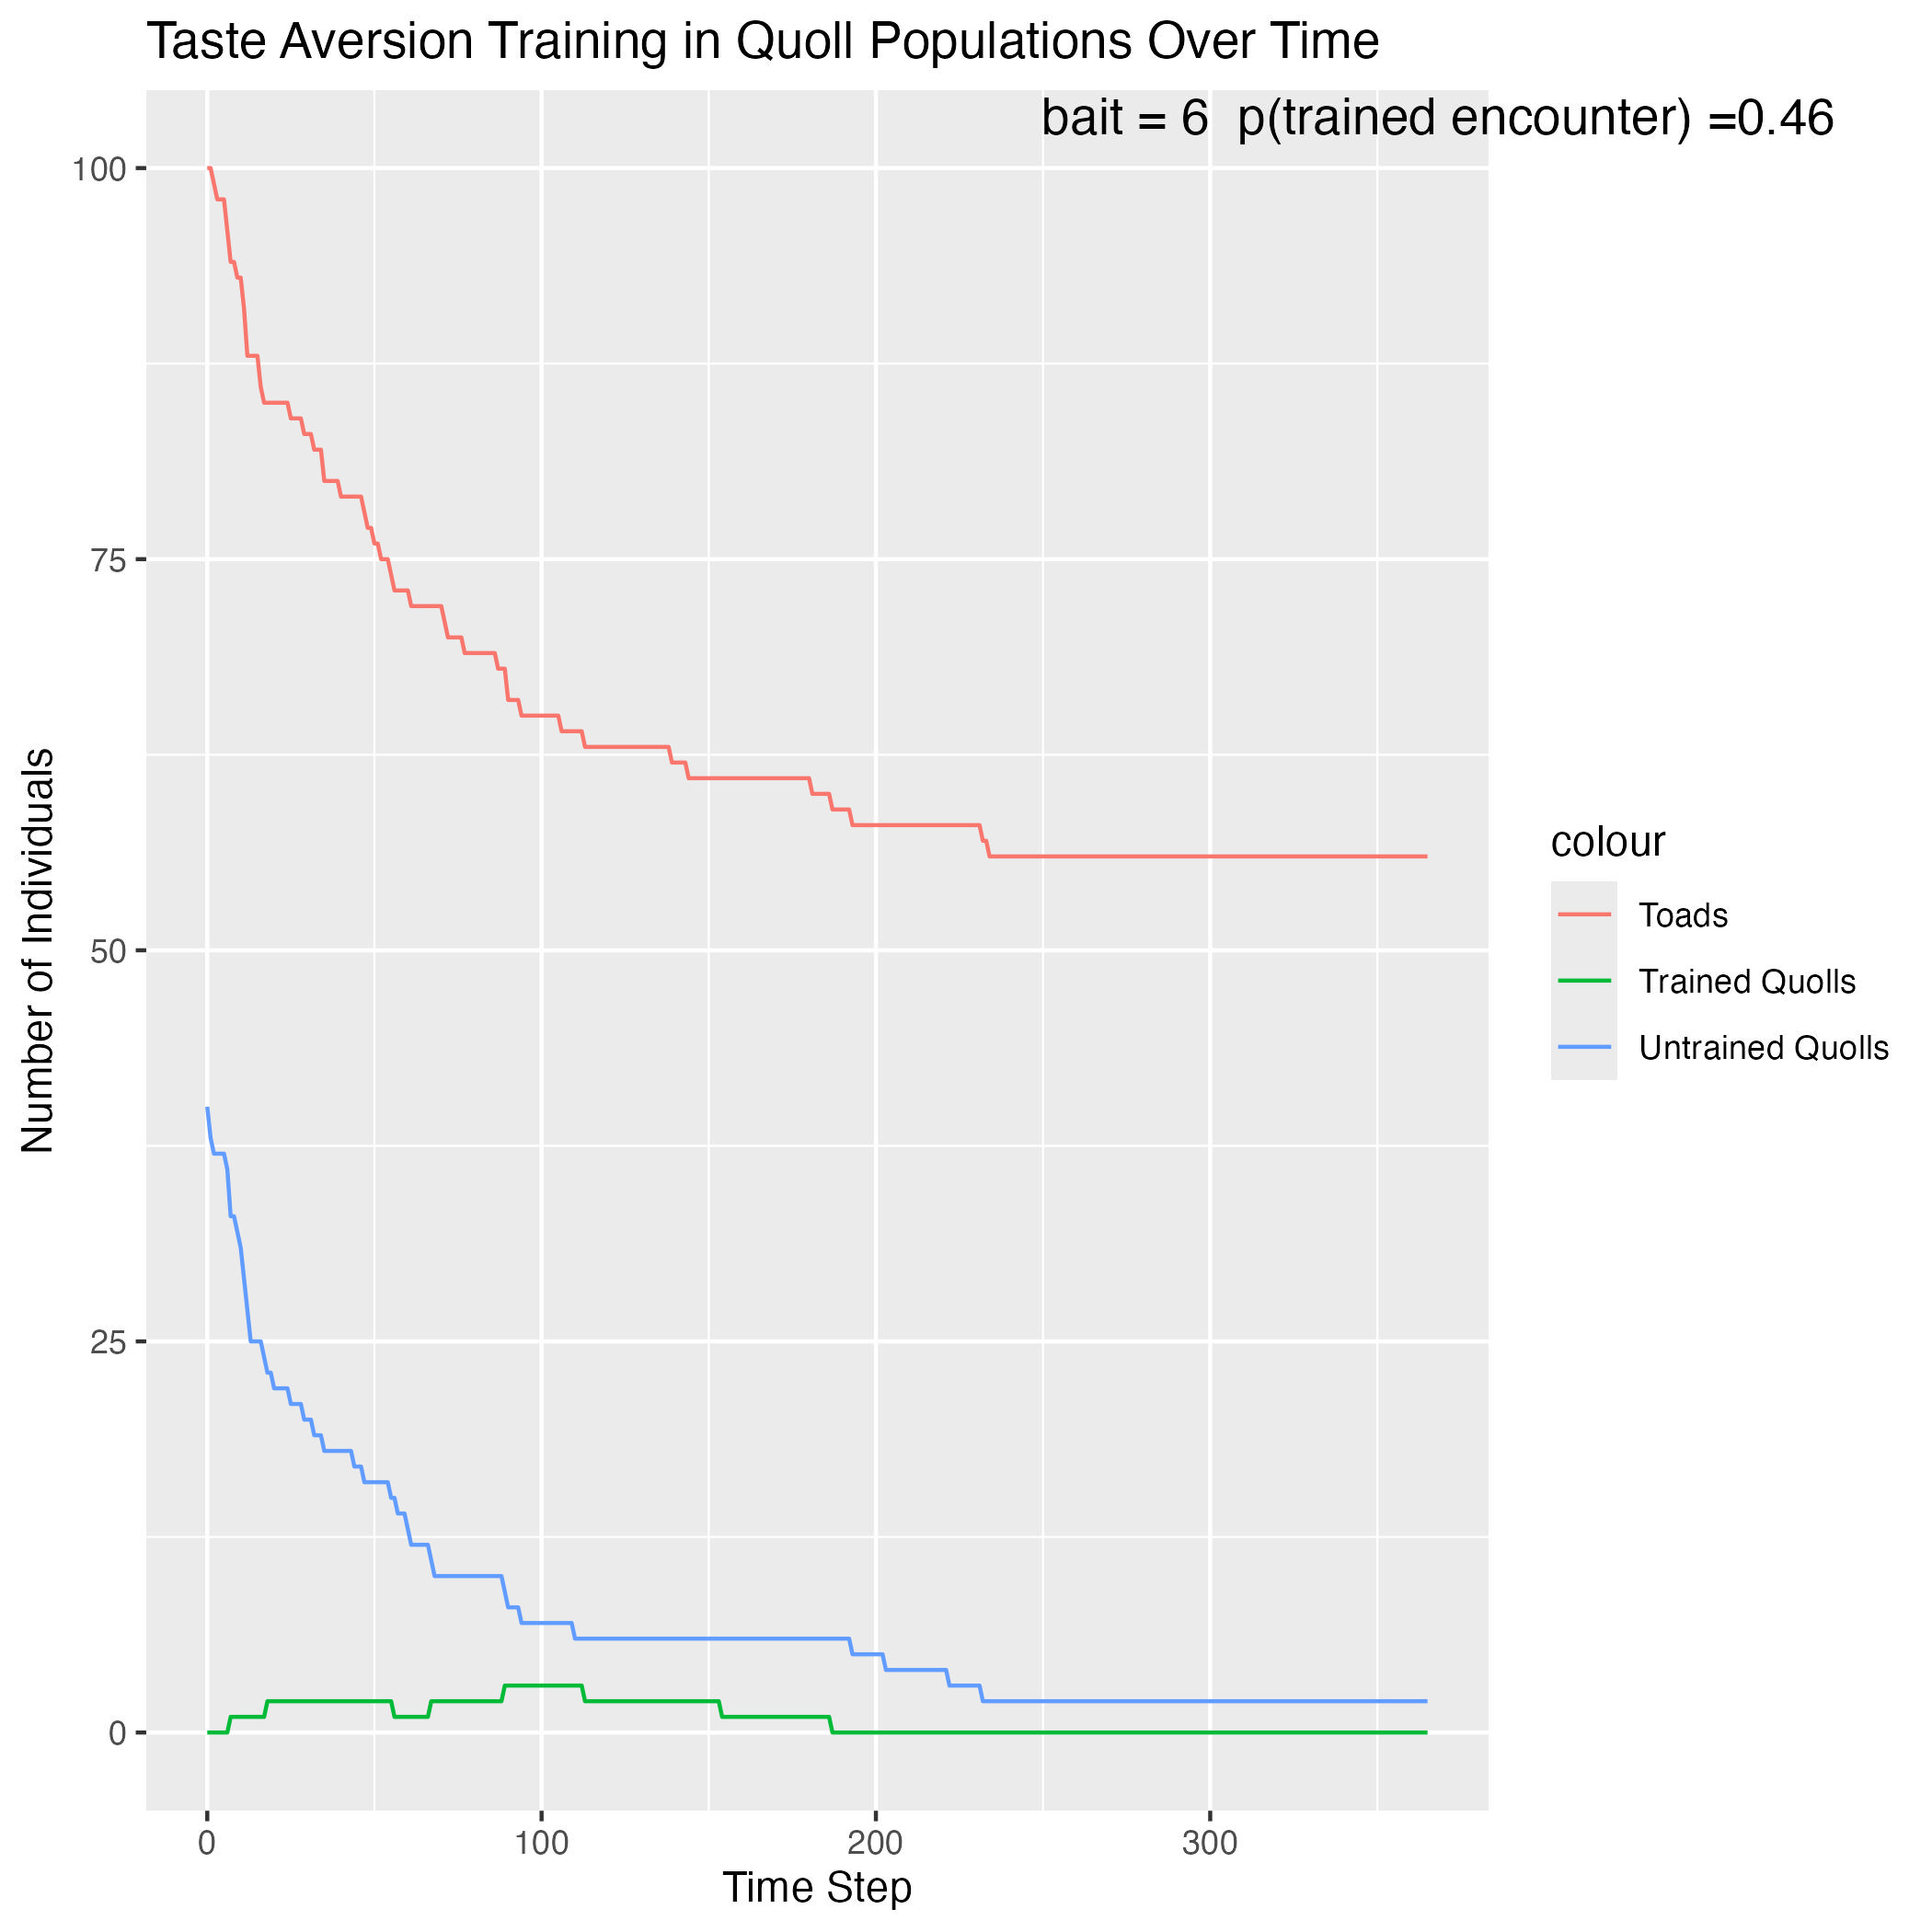 Taste Aversion Training in Quoll Populations Over Time
bait = 6  p(trained encounter) =0.46
100
75
50
25
0
Number of Individuals
0 100 200 300
Time Step
colour
Toads
Trained Quolls
Untrained Quolls